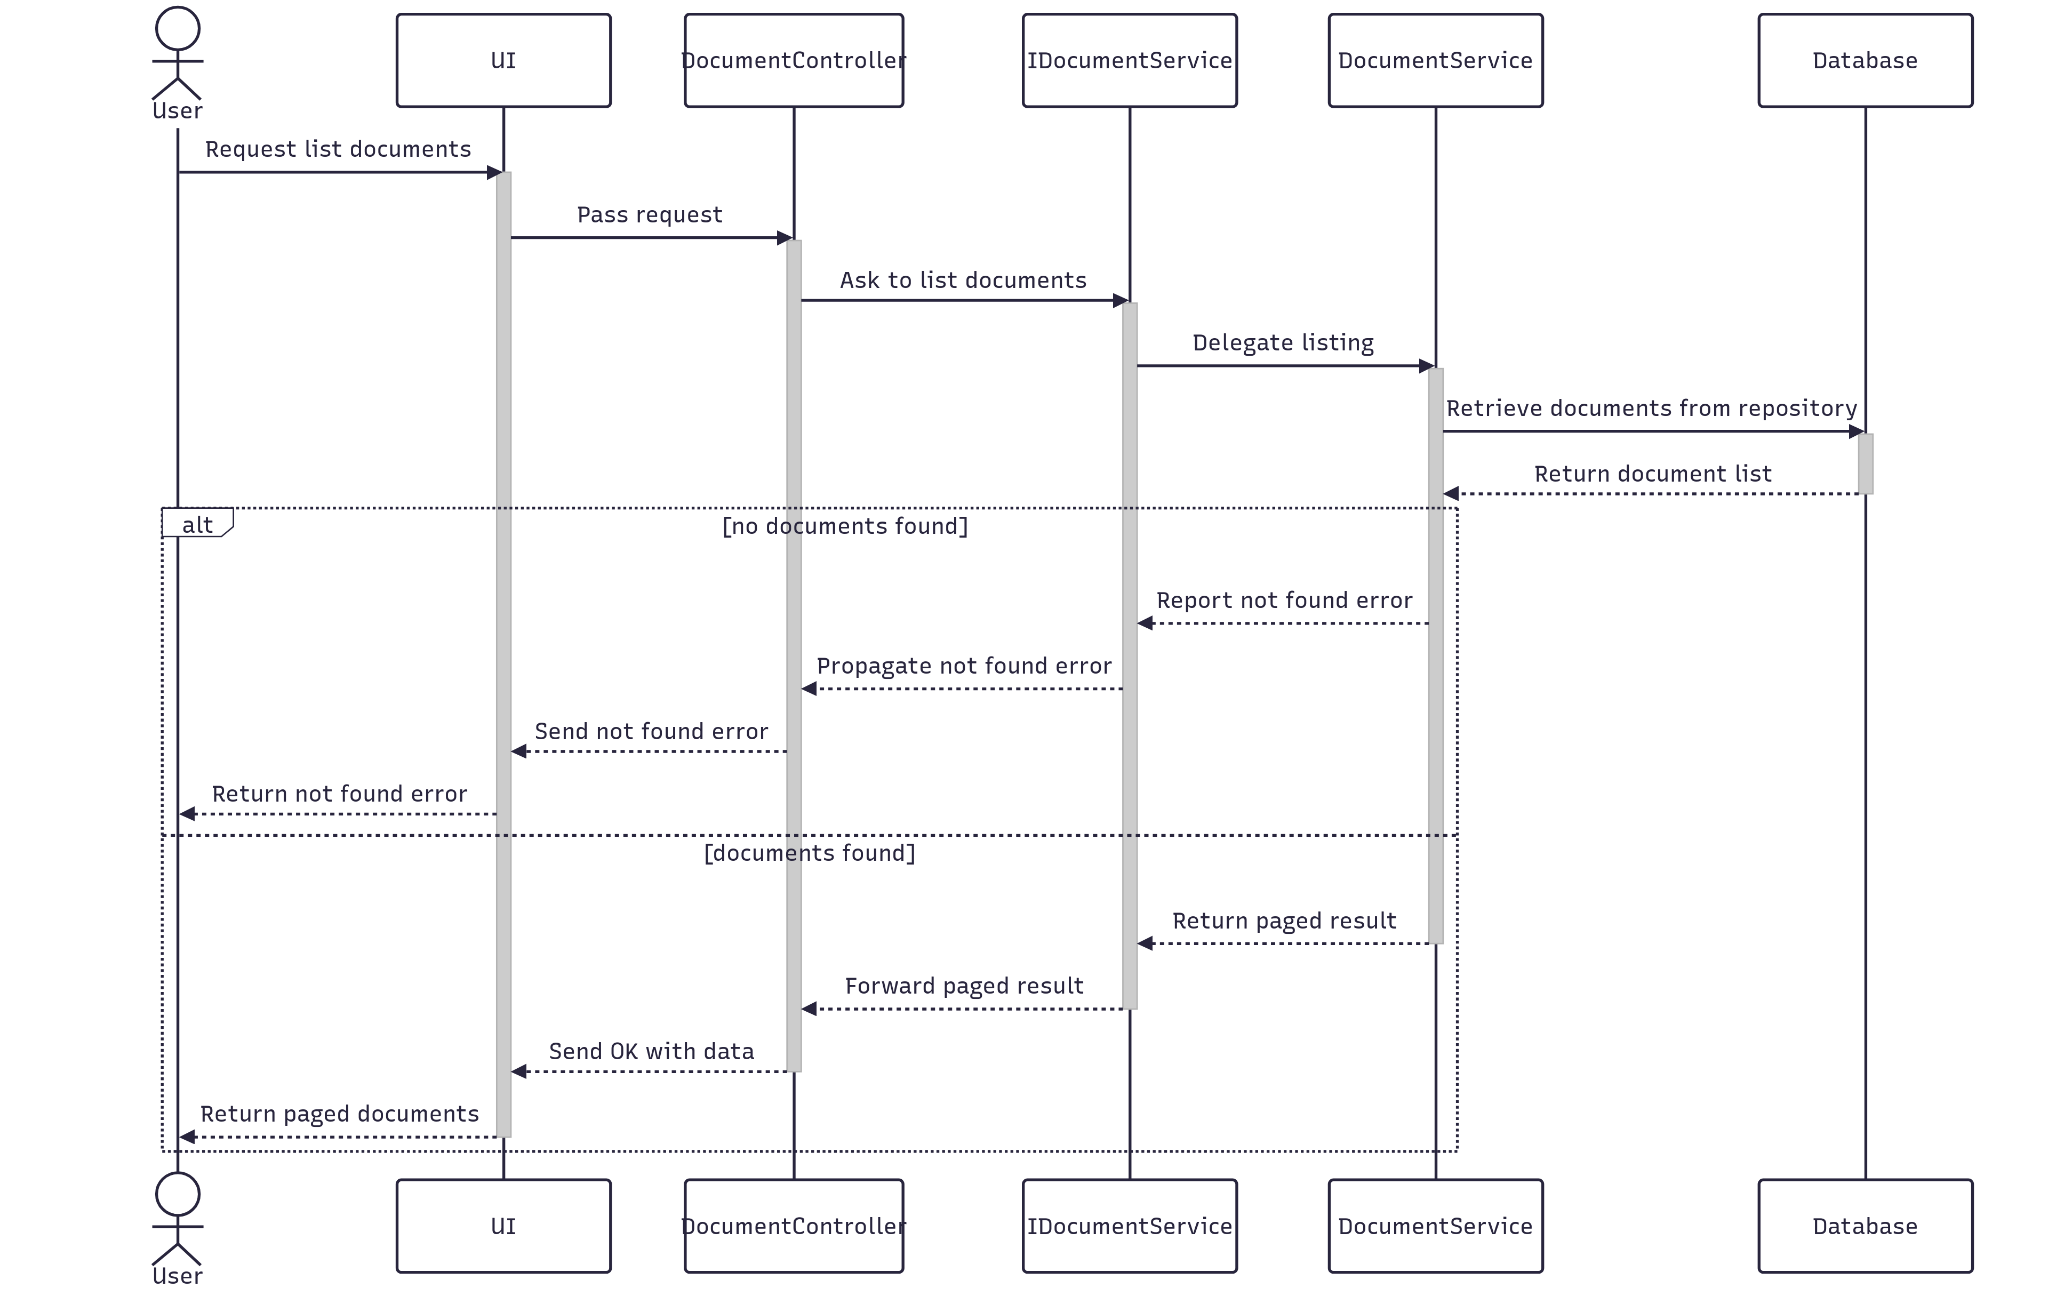 User
UI
DocumentController
IDocumentService
DocumentService
Database
Request list documents
Pass request
Ask to list documents
Delegate listing
Retrieve documents from repository
Return document list
alt
[no documents found]
Report not found error
Propagate not found error
Send not found error
Return not found error
[documents found]
Return paged result
Forward paged result
Send OK with data
Return paged documents
User
UI
DocumentController
IDocumentService
DocumentService
Database